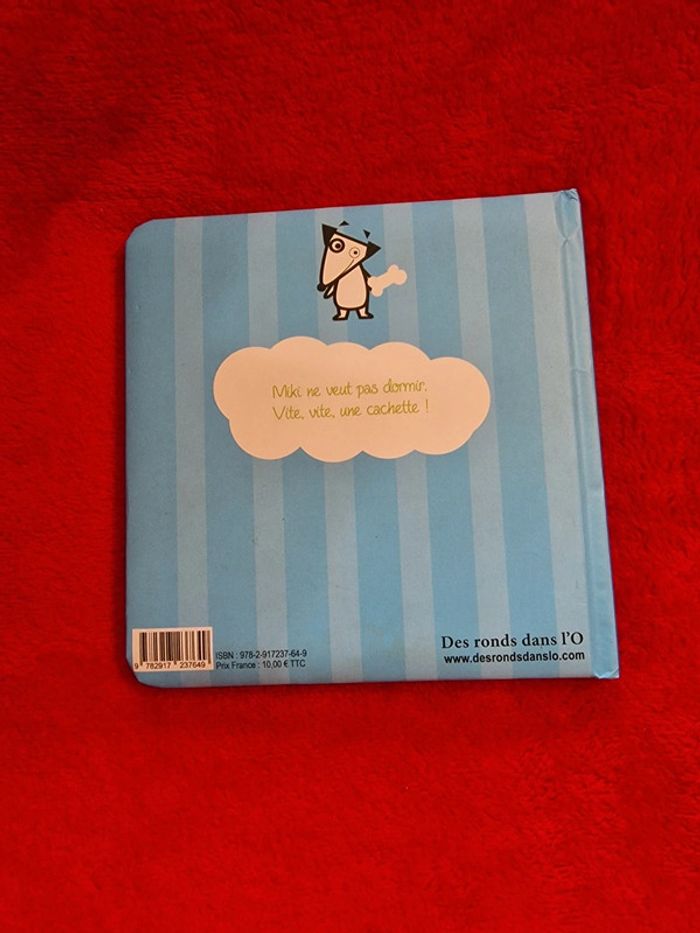 Miki ne veut pas dormir.
Vite, vite, une cachette !
ISBN : 978-2-917237-64-9
Prix France : 10,00 € TTC
9 782917 237649
Des ronds dans l'O
www.desrondsdanslo.com